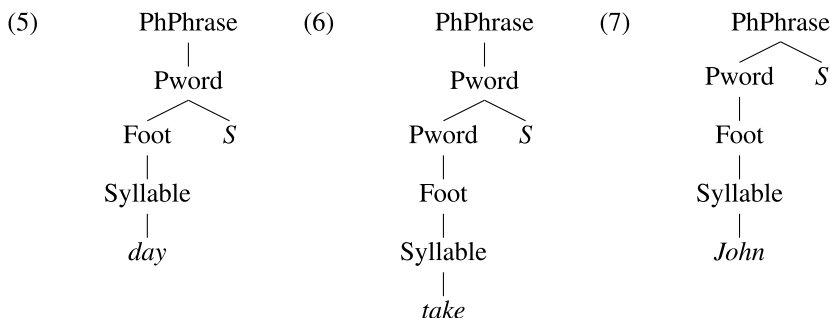 (5) PhPhrase (6) PhPhrase (7) PhPhrase
Pword Pword Pword S
Foot S Pword S Foot
Syllable Foot Syllable
day Syllable John
take